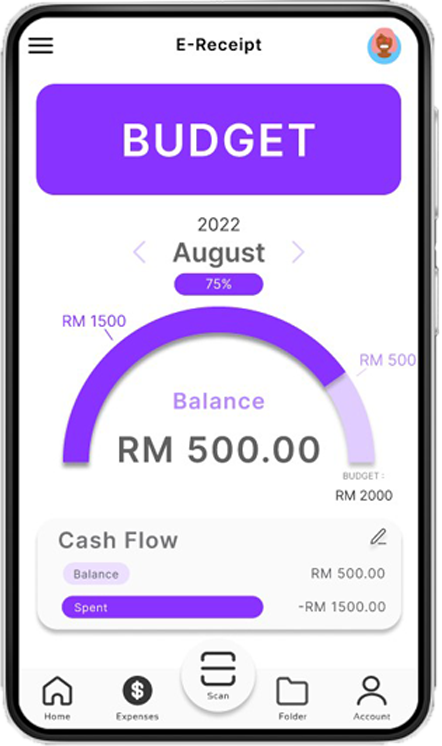 E-Receipt
BUDGET
2022
August
75%
RM 1500
RM 500
Balance
RM 500.00
BUDGET :
RM 2000
Cash Flow
Balance RM 500.00
Spent -RM 1500.00
Home Expenses Scan Folder Account